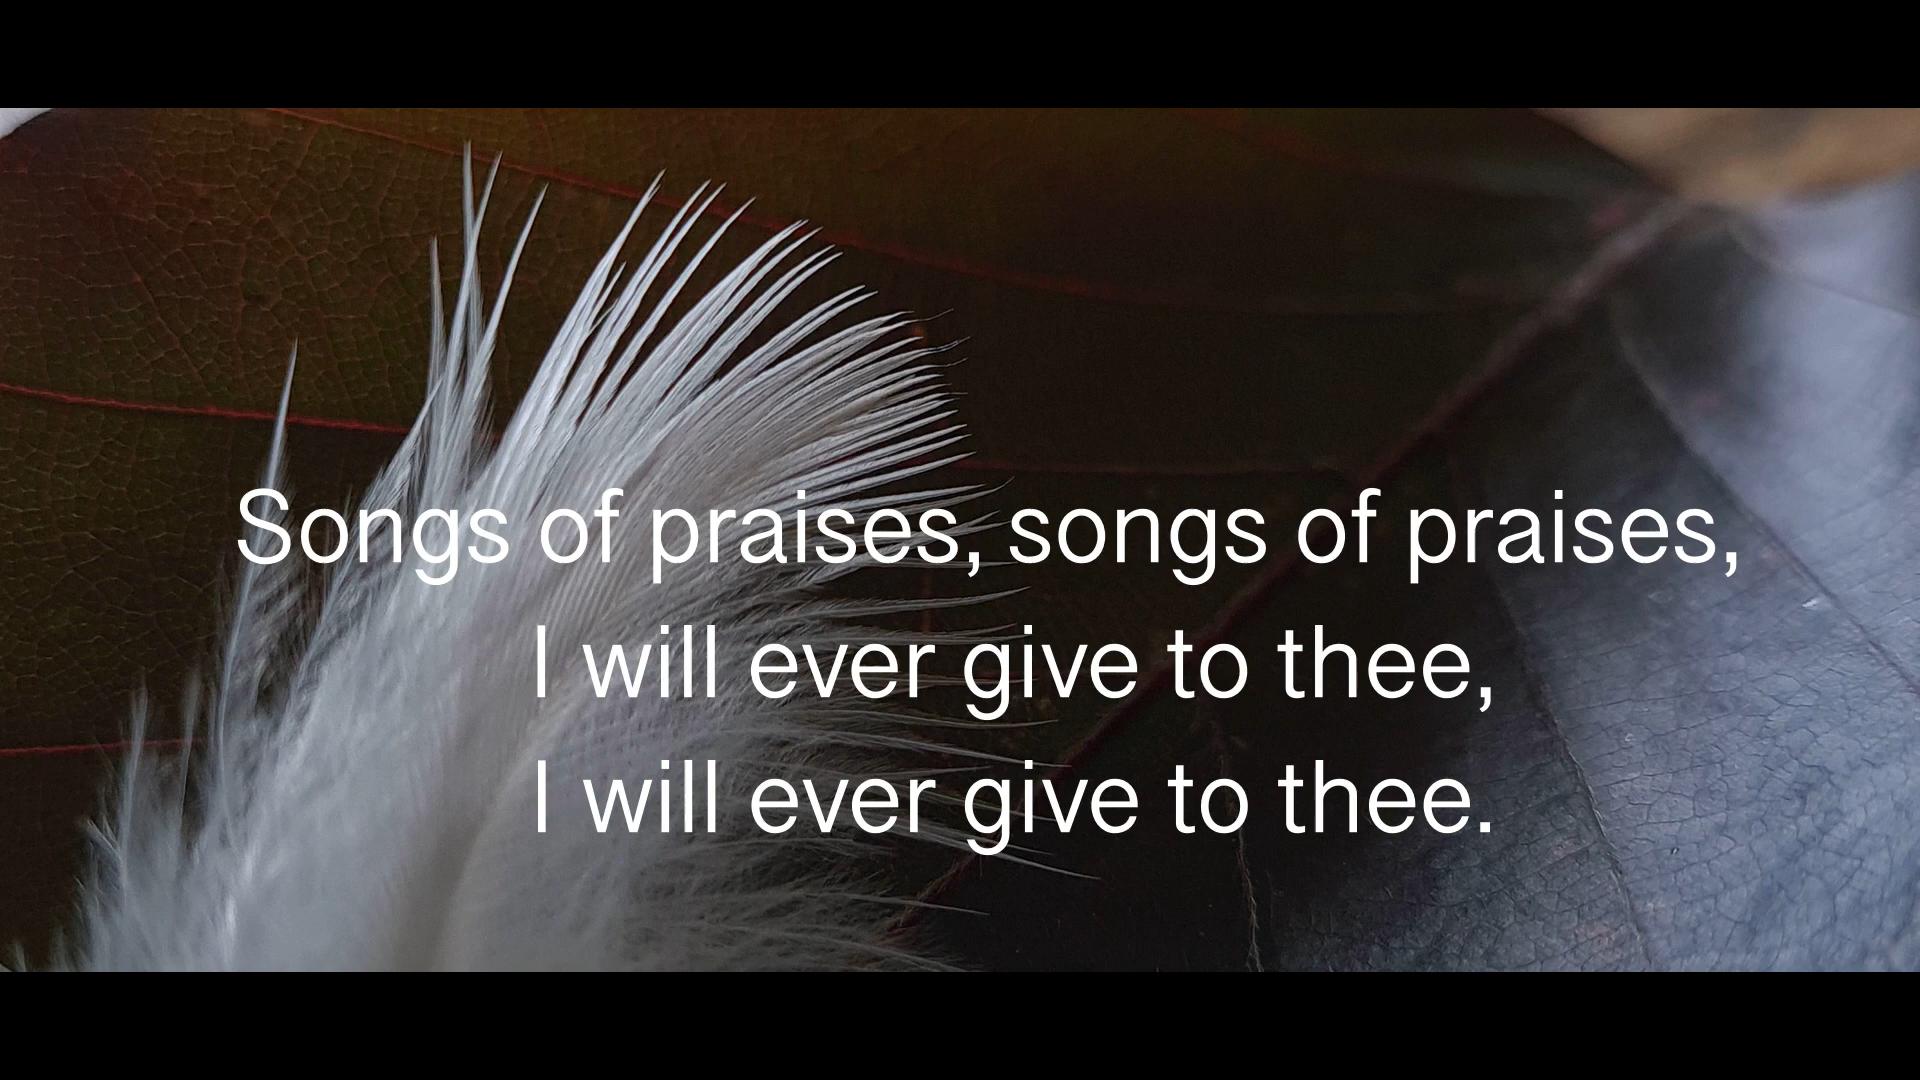 Songs of praises, songs of praises,
I will ever give to thee,
I will ever give to thee.